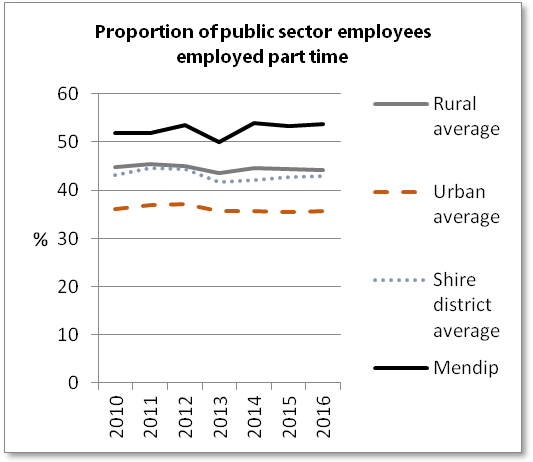 Proportion of public sector employees
employed part time
60
50
40
30
20
10
0
%
2010
2011
2012
2013
2014
2015
2016
Rural
average
Urban
average
Shire
district
average
Mendip